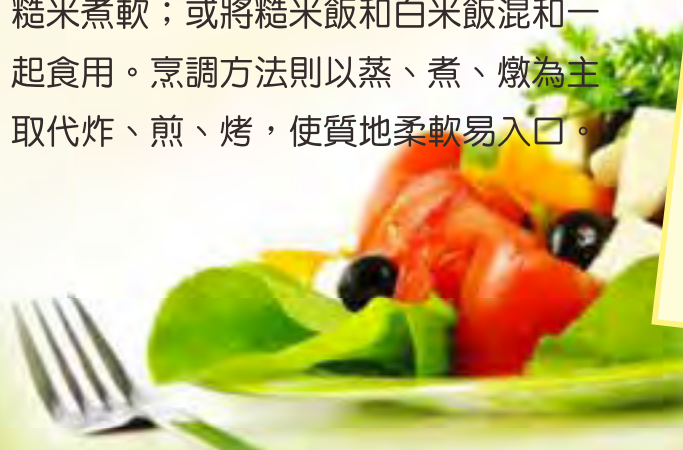 糙米煮軟；或將糙米飯和白米飯混和一
起食用。烹調方法則以蒸、煮、燉為主
取代炸、煎、烤，使質地柔軟易入口。